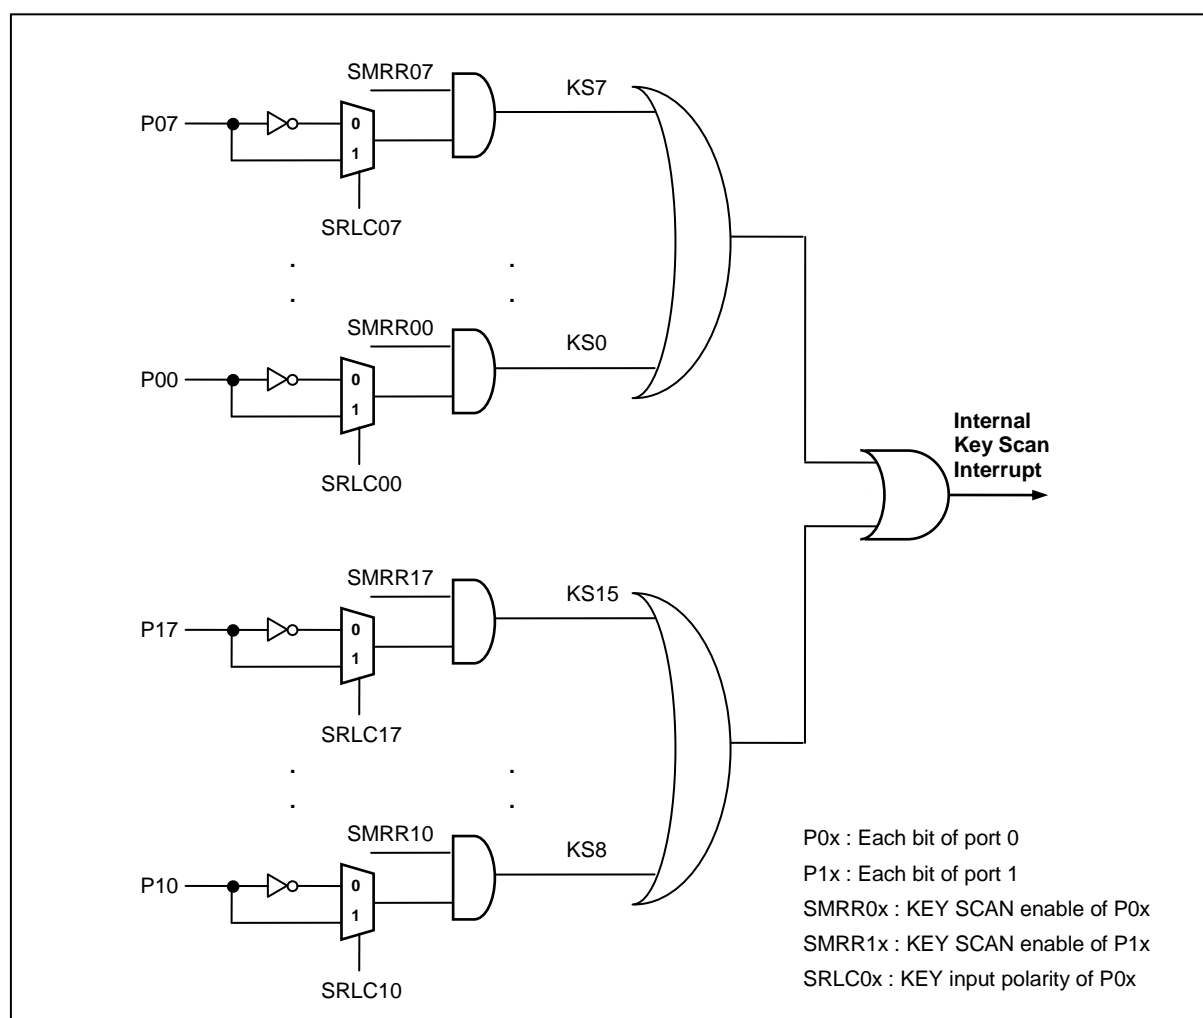 SMRR07
KS7
P07
0
1
SRLC07
SMRR00
KS0
P00
0
1
SRLC00
Internal
Key Scan
Interrupt
SMRR17
KS15
P17
0
1
SRLC17
SMRR10
KS8
P10
0
1
SRLC10
P0x : Each bit of port 0
P1x : Each bit of port 1
SMRR0x : KEY SCAN enable of P0x
SMRR1x : KEY SCAN enable of P1x
SRLC0x : KEY input polarity of P0x